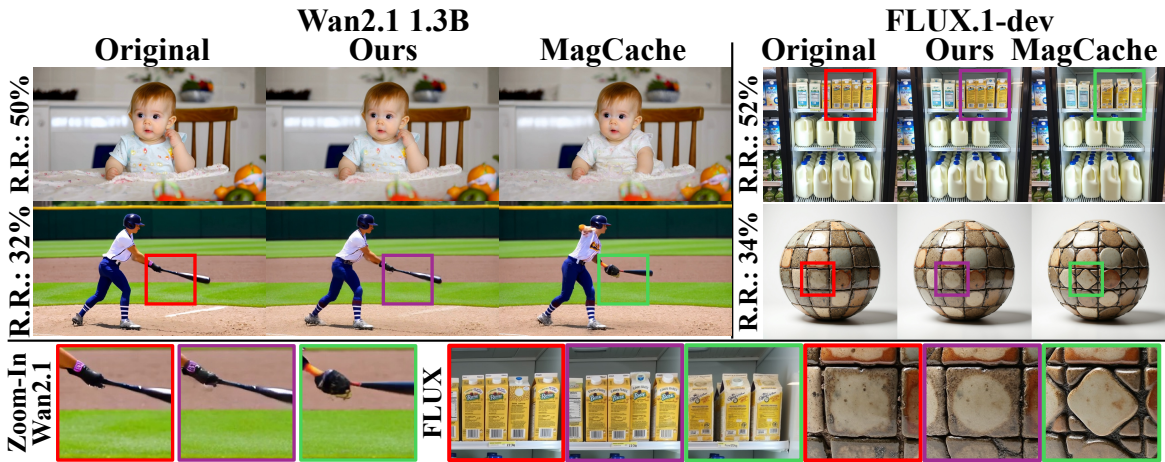 Wan2.1 1.3B
FLUX.1-dev
Original
Ours
MagCache
Original
Ours
MagCache
R.R.: 50%
R.R.: 52%
R.R.: 32%
R.R.: 34%
Zoom-In
Wan2.1
FLUX